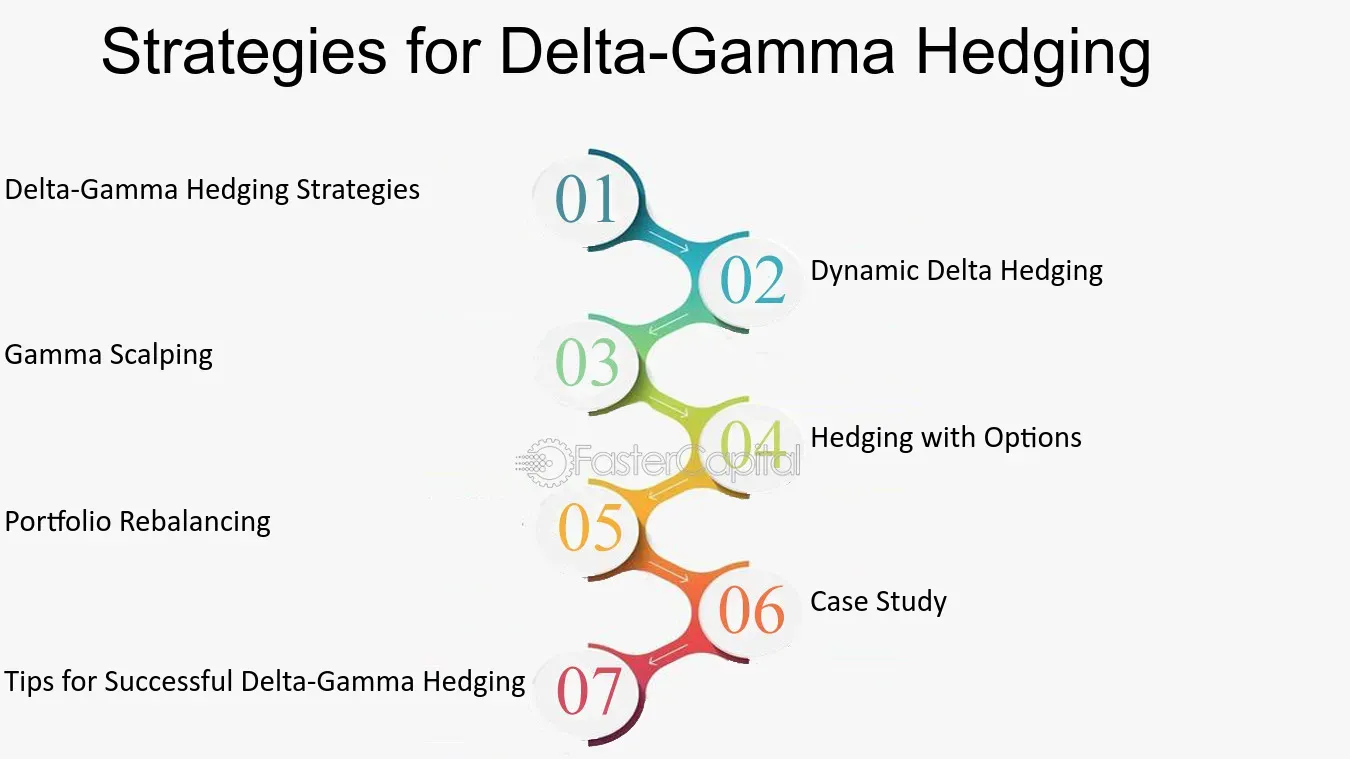 Strategies for Delta-Gamma Hedging
Delta-Gamma Hedging Strategies
01
02
Dynamic Delta Hedging
Gamma Scalping
03
04
Hedging with Options
FasterCapital
Portfolio Rebalancing
05
06
Case Study
Tips for Successful Delta-Gamma Hedging
07